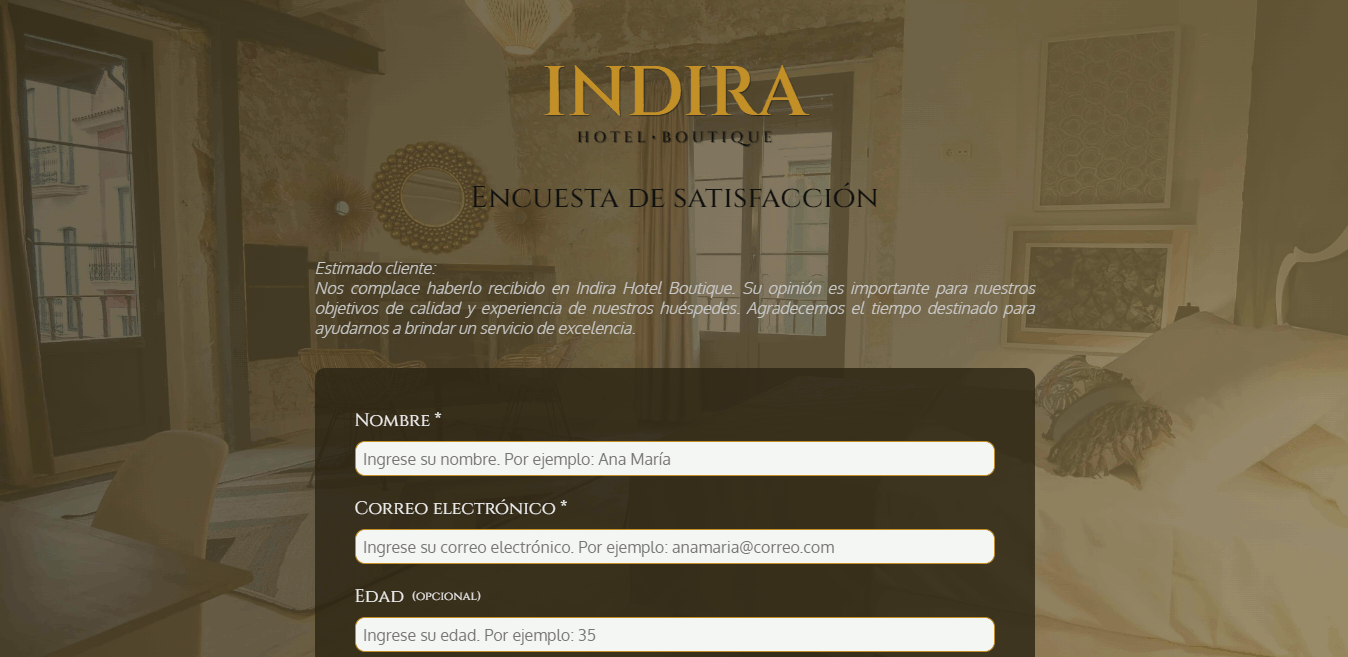 INDIRA
HOTEL·BOUTIQUE
Encuesta de satisfacción
Estimado cliente:
Nos complace haberlo recibido en Indira Hotel Boutique. Su opinión es importante para nuestros
objetivos de calidad y experiencia de nuestros huéspedes. Agradecemos el tiempo destinado para
ayudarnos a brindar un servicio de excelencia.
Nombre *
Ingrese su nombre. Por ejemplo: Ana María
Correo electrónico *
Ingrese su correo electrónico. Por ejemplo: anamaria@correo.com
Edad (opcional)
Ingrese su edad. Por ejemplo: 35